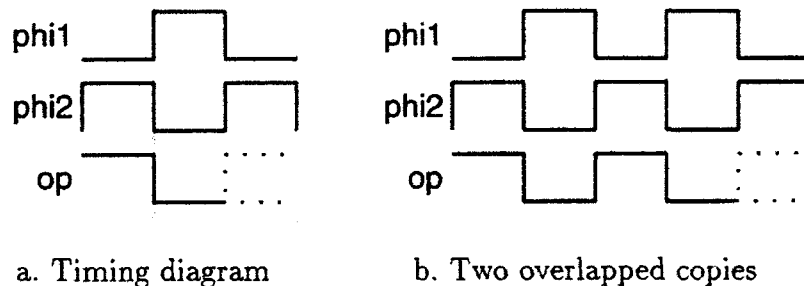 phi1
phi2
op
a. Timing diagram
phi1
phi2
op
b. Two overlapped copies